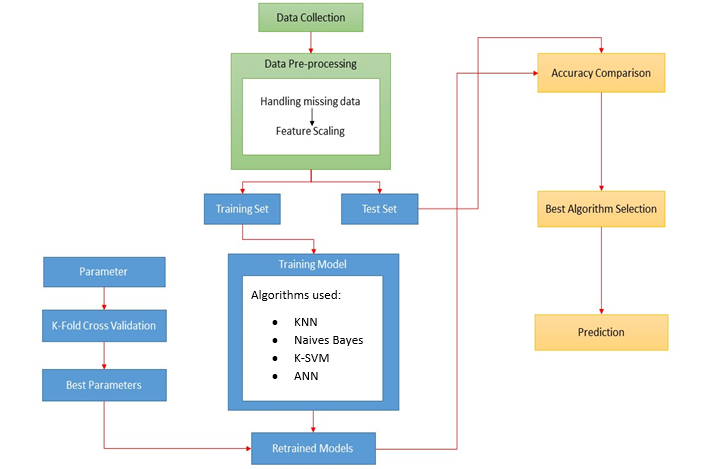 Data Collection
Data Pre-processing
Handling missing data
Feature Scaling
Training Set
Test Set
Training Model
Algorithms used:
• KNN
• Naives Bayes
• K-SVM
• ANN
Parameter
K-Fold Cross Validation
Best Parameters
Retrained Models
Accuracy Comparison
Best Algorithm Selection
Prediction